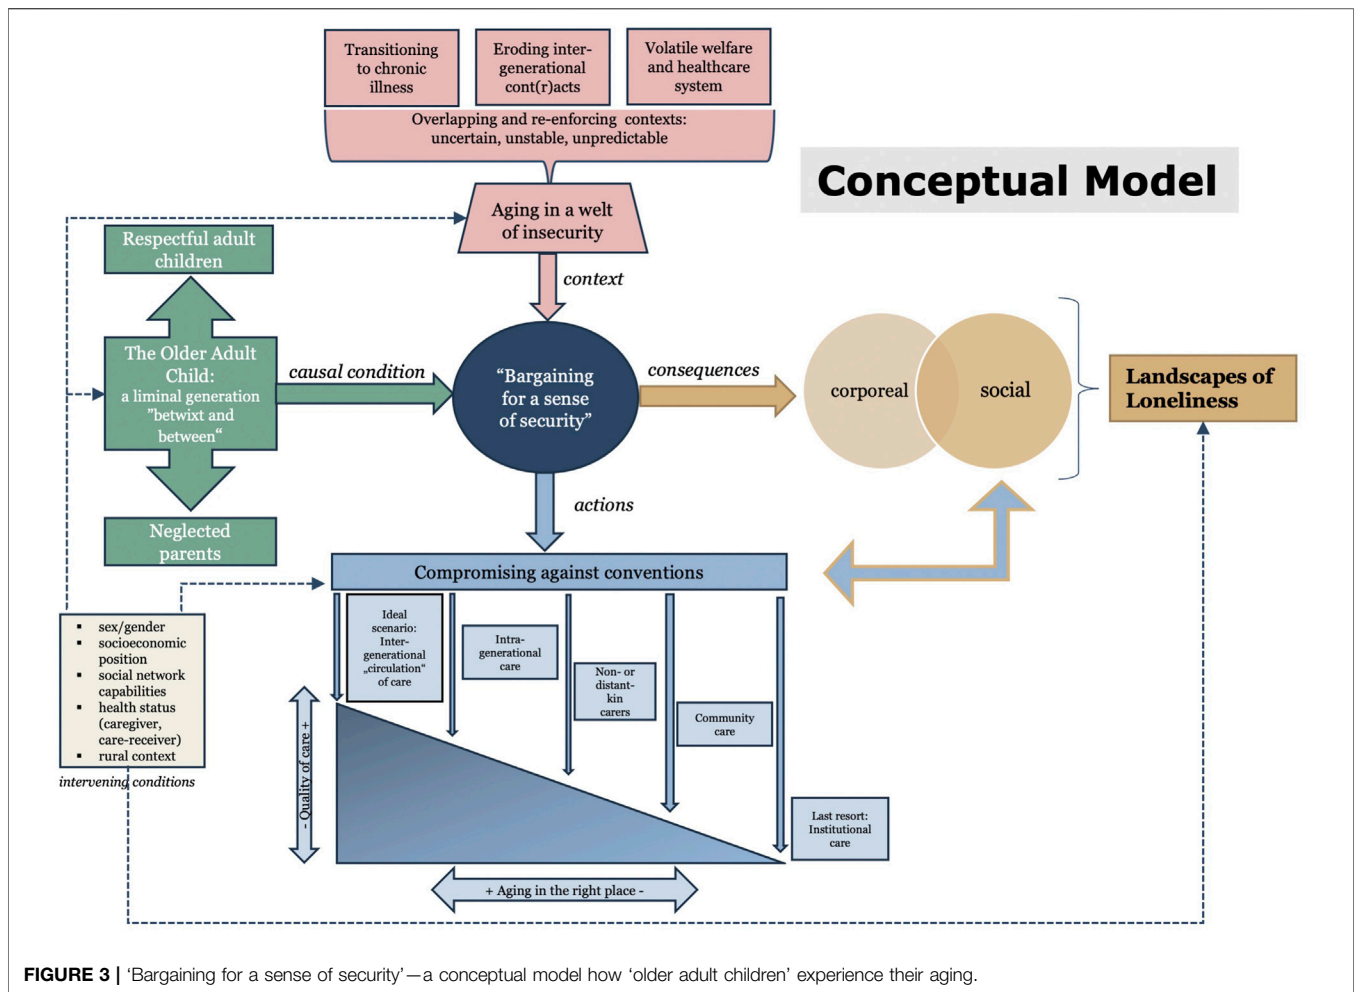 Transitioning
to chronic
illness
Eroding inter-
generational
cont(r)acts
Volatile welfare
and healthcare
system
Overlapping and re-enforcing contexts:
uncertain, unstable, unpredictable
Conceptual Model
Aging in a welt
of insecurity
context
Respectful adult
children
The Older Adult
Child:
a liminal generation
"betwixt and
between“
Neglected
parents
causal condition
“Bargaining
for a sense
of security”
consequences
corporeal
social
Landscapes of
Loneliness
actions
Compromising against conventions
Ideal
scenario:
Inter-
generational
„circulation“
of care
Intra-
generational
care
Non- or
distant-
kin
carers
Community
care
Last resort:
Institutional
care
▪ sex/gender
▪ socioeconomic
position
▪ social network
capabilities
▪ health status
(caregiver,
care-receiver)
▪ rural context
intervening conditions
- Quality of care +
+ Aging in the right place -
FIGURE 3 | ‘Bargaining for a sense of security’—a conceptual model how ‘older adult children’ experience their aging.